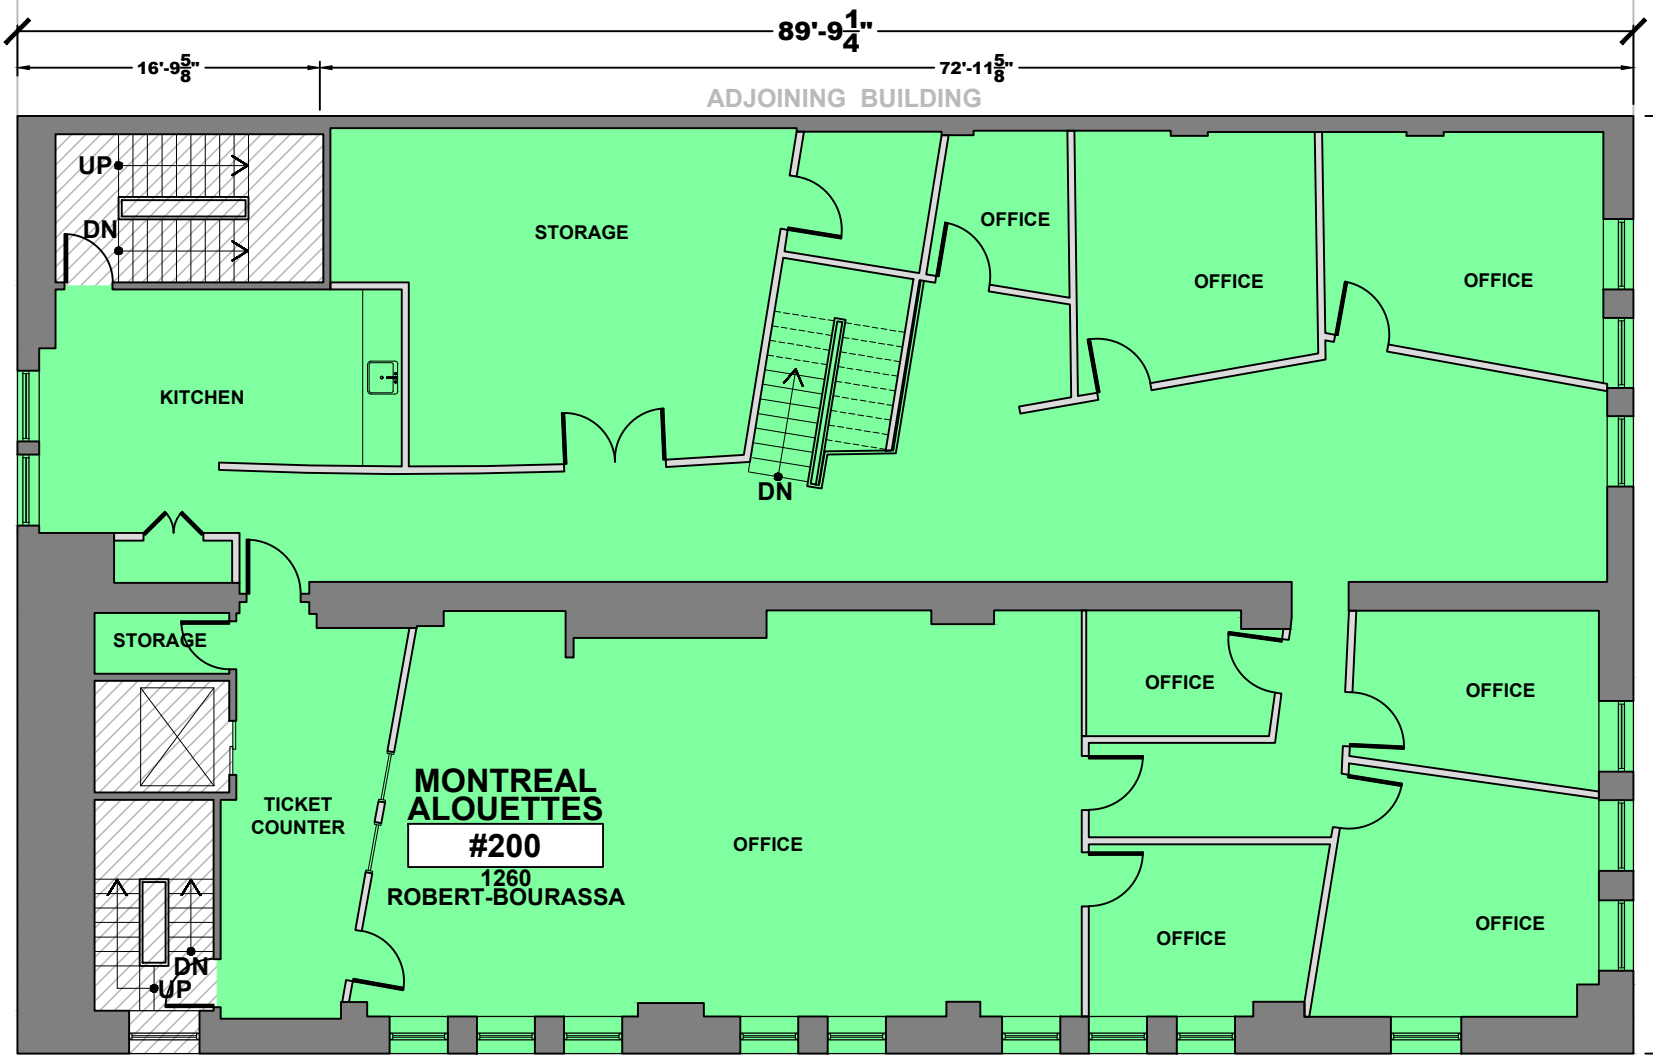 89'-9 1/4"
16'-9 5/8"
72'-11 5/8"
ADJOINING BUILDING
UP
DN
STORAGE
OFFICE
OFFICE
OFFICE
KITCHEN
DN
STORAGE
OFFICE
OFFICE
TICKET
COUNTER
MONTREAL
ALOUETTES
#200
1260
ROBERT-BOURASSA
OFFICE
OFFICE
OFFICE
DN
UP